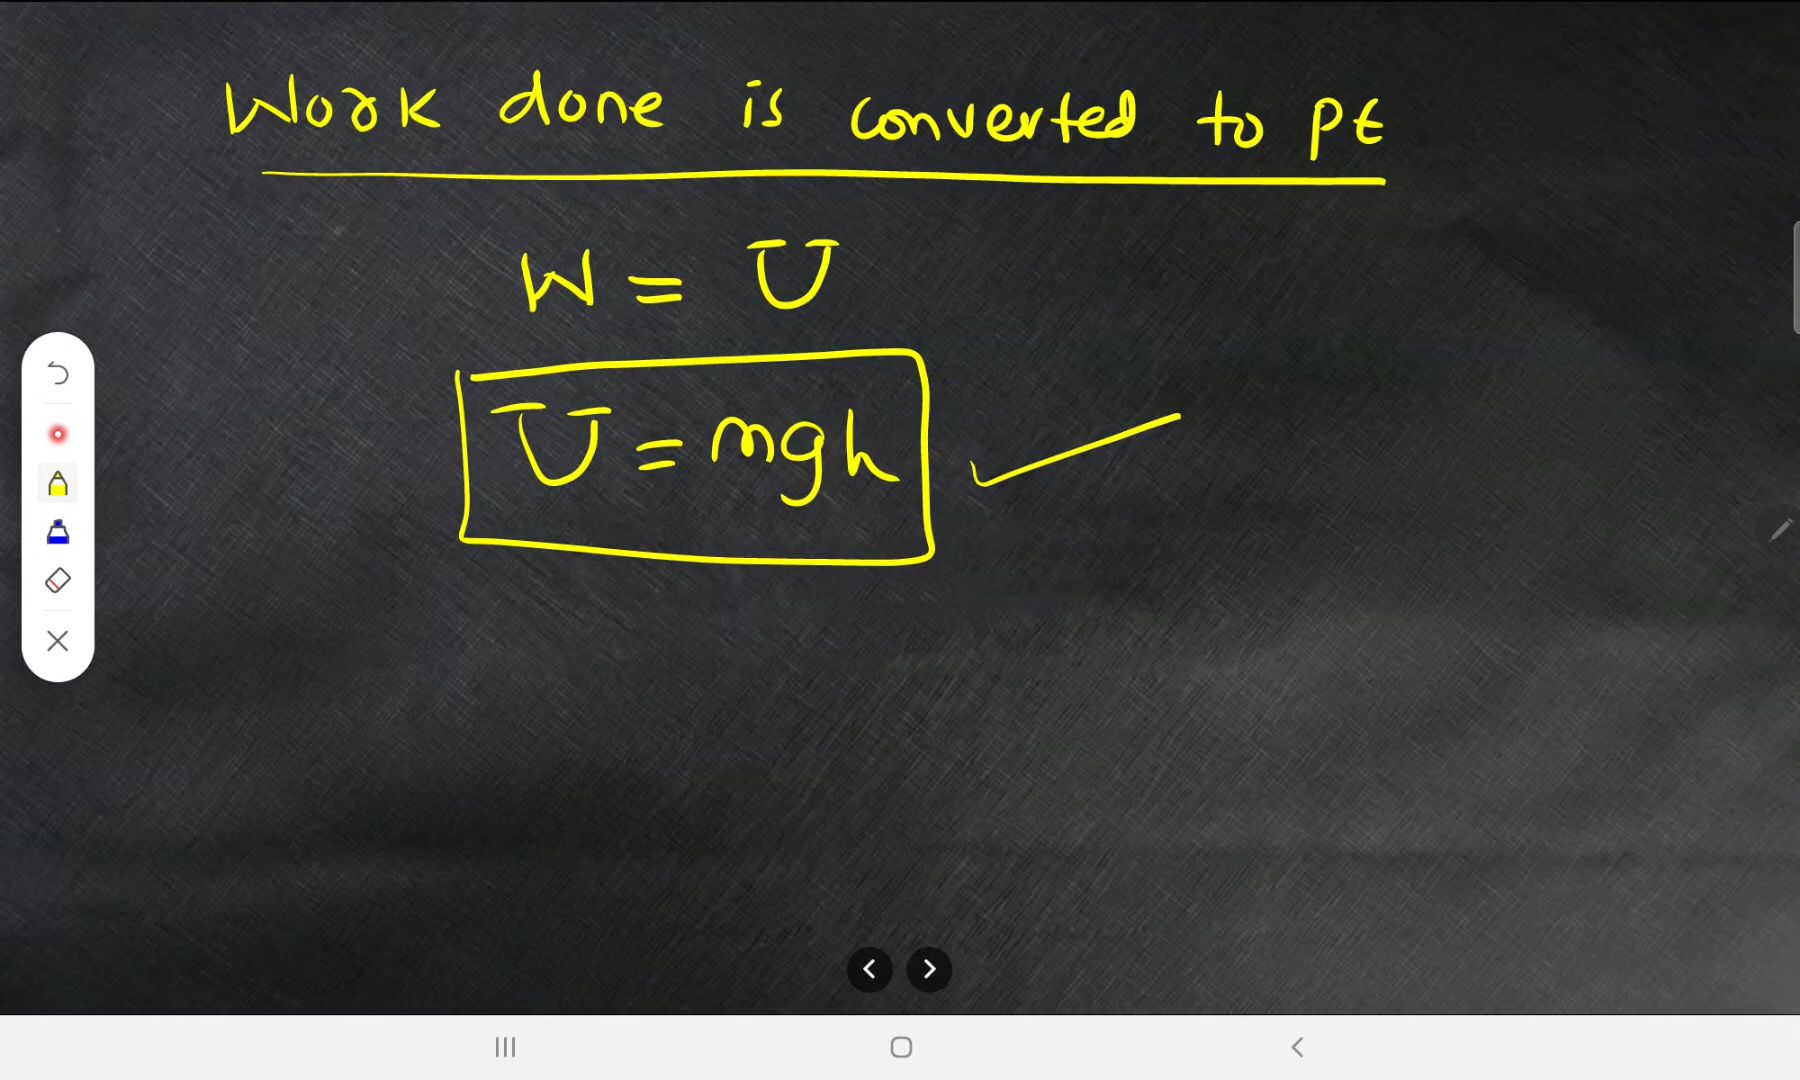 Work done is converted to PE
W = U
U = mgh